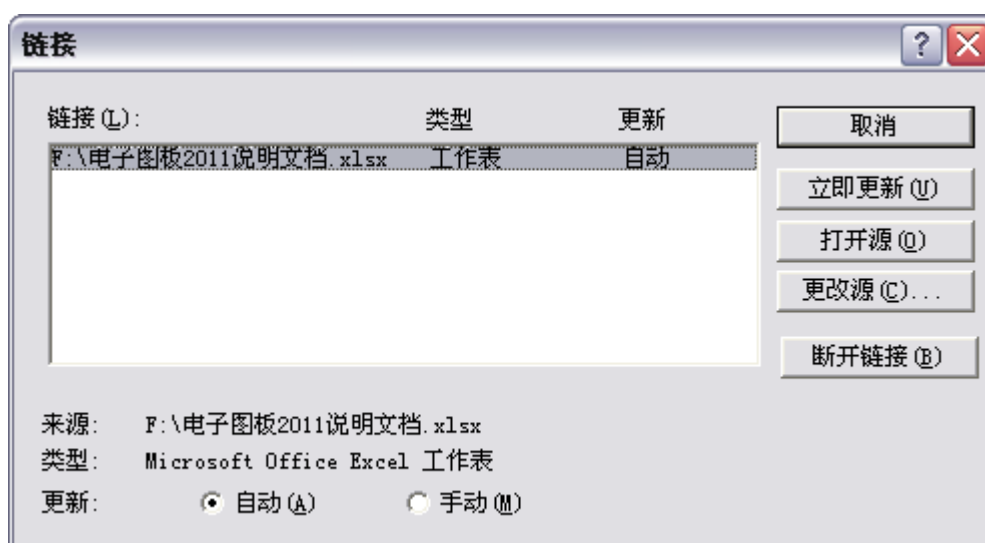 链接
链接(L): 类型 更新
取消
F:\电子图板2011说明文档.xlsx 工作表 自动
立即更新(U)
打开源(O)
更改源(C)...
断开链接(B)
来源: F:\电子图板2011说明文档.xlsx
类型: Microsoft Office Excel 工作表
更新: 自动(A) 手动(M)